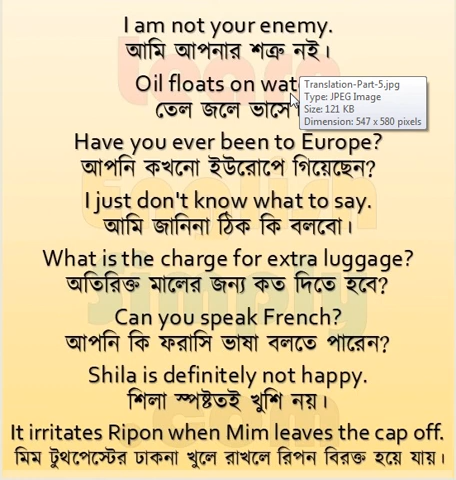 I am not your enemy.
আমি আপনার শত্রু নই।
Oil floats on wat
তেল জলে ভাসে
Translation-Part-5.jpg
Type: JPEG Image
Size: 121 KB
Dimension: 547 x 580 pixels
Have you ever been to Europe?
আপনি কখনো ইউরোপে গিয়েছেন?
I just don't know what to say.
আমি জানিনা ঠিক কি বলবো।
What is the charge for extra luggage?
অতিরিক্ত মালের জন্য কত দিতে হবে?
Can you speak French?
আপনি কি ফরাসি ভাষা বলতে পারেন?
Shila is definitely not happy.
শিলা স্পষ্টতই খুশি নয়।
It irritates Ripon when Mim leaves the cap off.
মিম টুথপেস্টের ঢাকনা খুলে রাখলে রিপন বিরক্ত হয়ে যায়।